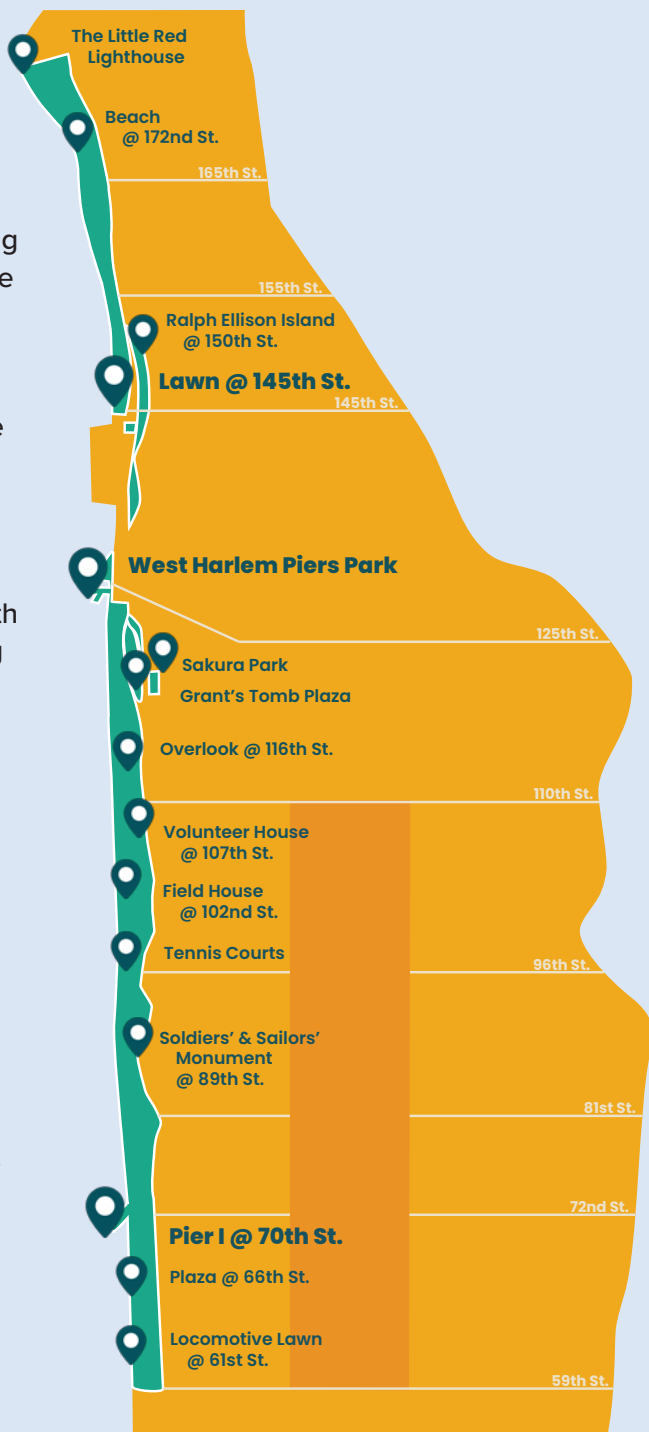 The Little Red
Lighthouse
Beach
@ 172nd St.
165th St.
g
e
155th St.
Ralph Ellison Island
@ 150th St.
Lawn @ 145th St.
145th St.
e
West Harlem Piers Park
th
125th St.
g
Sakura Park
Grant's Tomb Plaza
Overlook @ 116th St.
110th St.
Volunteer House
@ 107th St.
Field House
@ 102nd St.
Tennis Courts
96th St.
Soldiers' & Sailors'
Monument
@ 89th St.
81st St.
72nd St.
Pier I @ 70th St.
Plaza @ 66th St.
Locomotive Lawn
@ 61st St.
59th St.